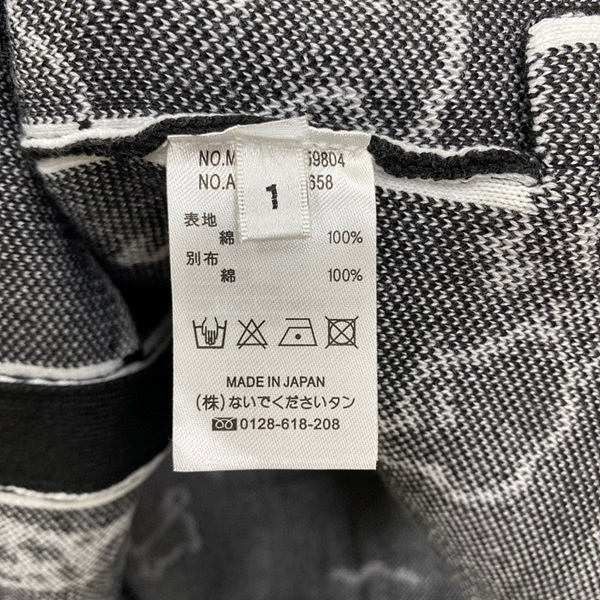 NO.M 59804
NO.A 658
1
表地
綿 100%
別布
綿 100%
MADE IN JAPAN
(株)ないでくださいタン
0128-618-208